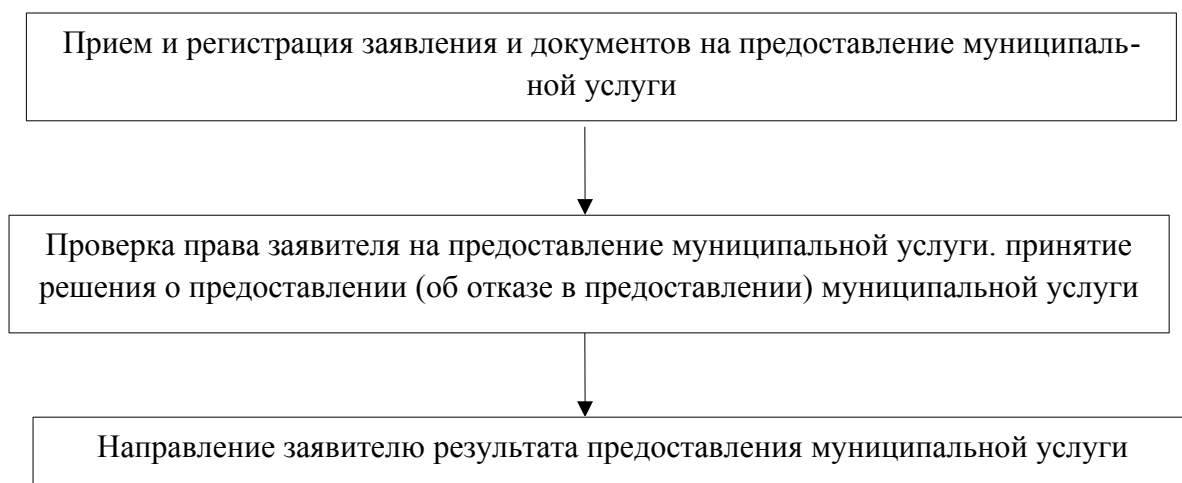 Прием и регистрация заявления и документов на предоставление муниципаль-
ной услуги
Проверка права заявителя на предоставление муниципальной услуги. принятие
решения о предоставлении (об отказе в предоставлении) муниципальной услуги
Направление заявителю результата предоставления муниципальной услуги